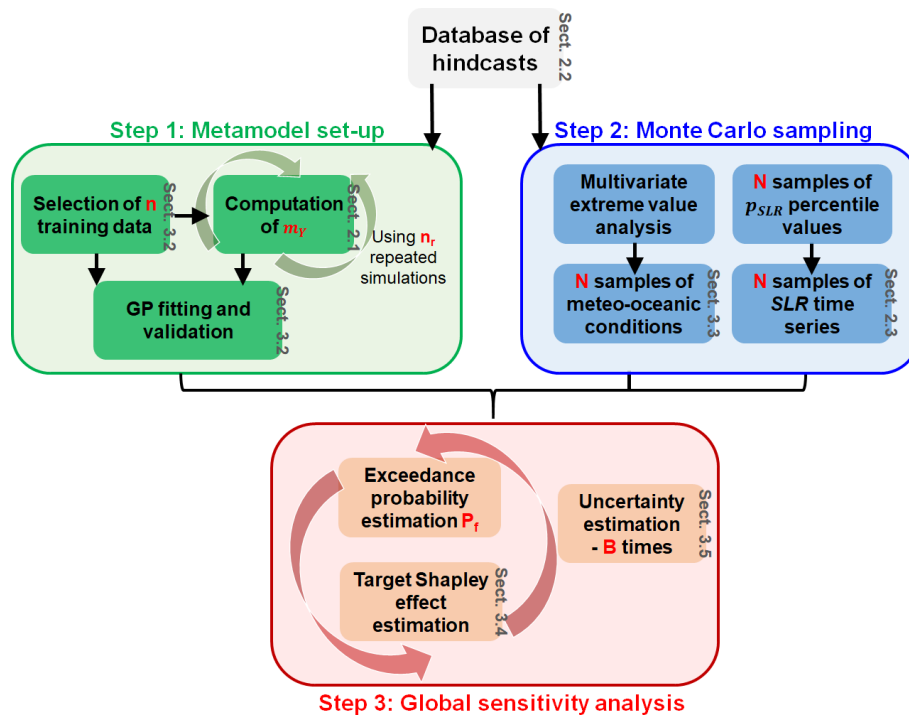 Database of
hindcasts
Sect. 2.2
Step 1: Metamodel set-up
Selection of n
training data
Sect. 3.2
Computation
of m_Y
Sect. 2.1
Using n_r
repeated
simulations
GP fitting and
validation
Sect. 3.2
Step 2: Monte Carlo sampling
Multivariate
extreme value
analysis
N samples of
p_SLR percentile
values
N samples of
meteo-oceanic
conditions
Sect. 3.3
N samples of
SLR time
series
Sect. 2.3
Exceedance
probability
estimation P_f
Target Shapley
effect
estimation
Sect. 3.4
Uncertainty
estimation
- B times
Sect. 3.5
Step 3: Global sensitivity analysis